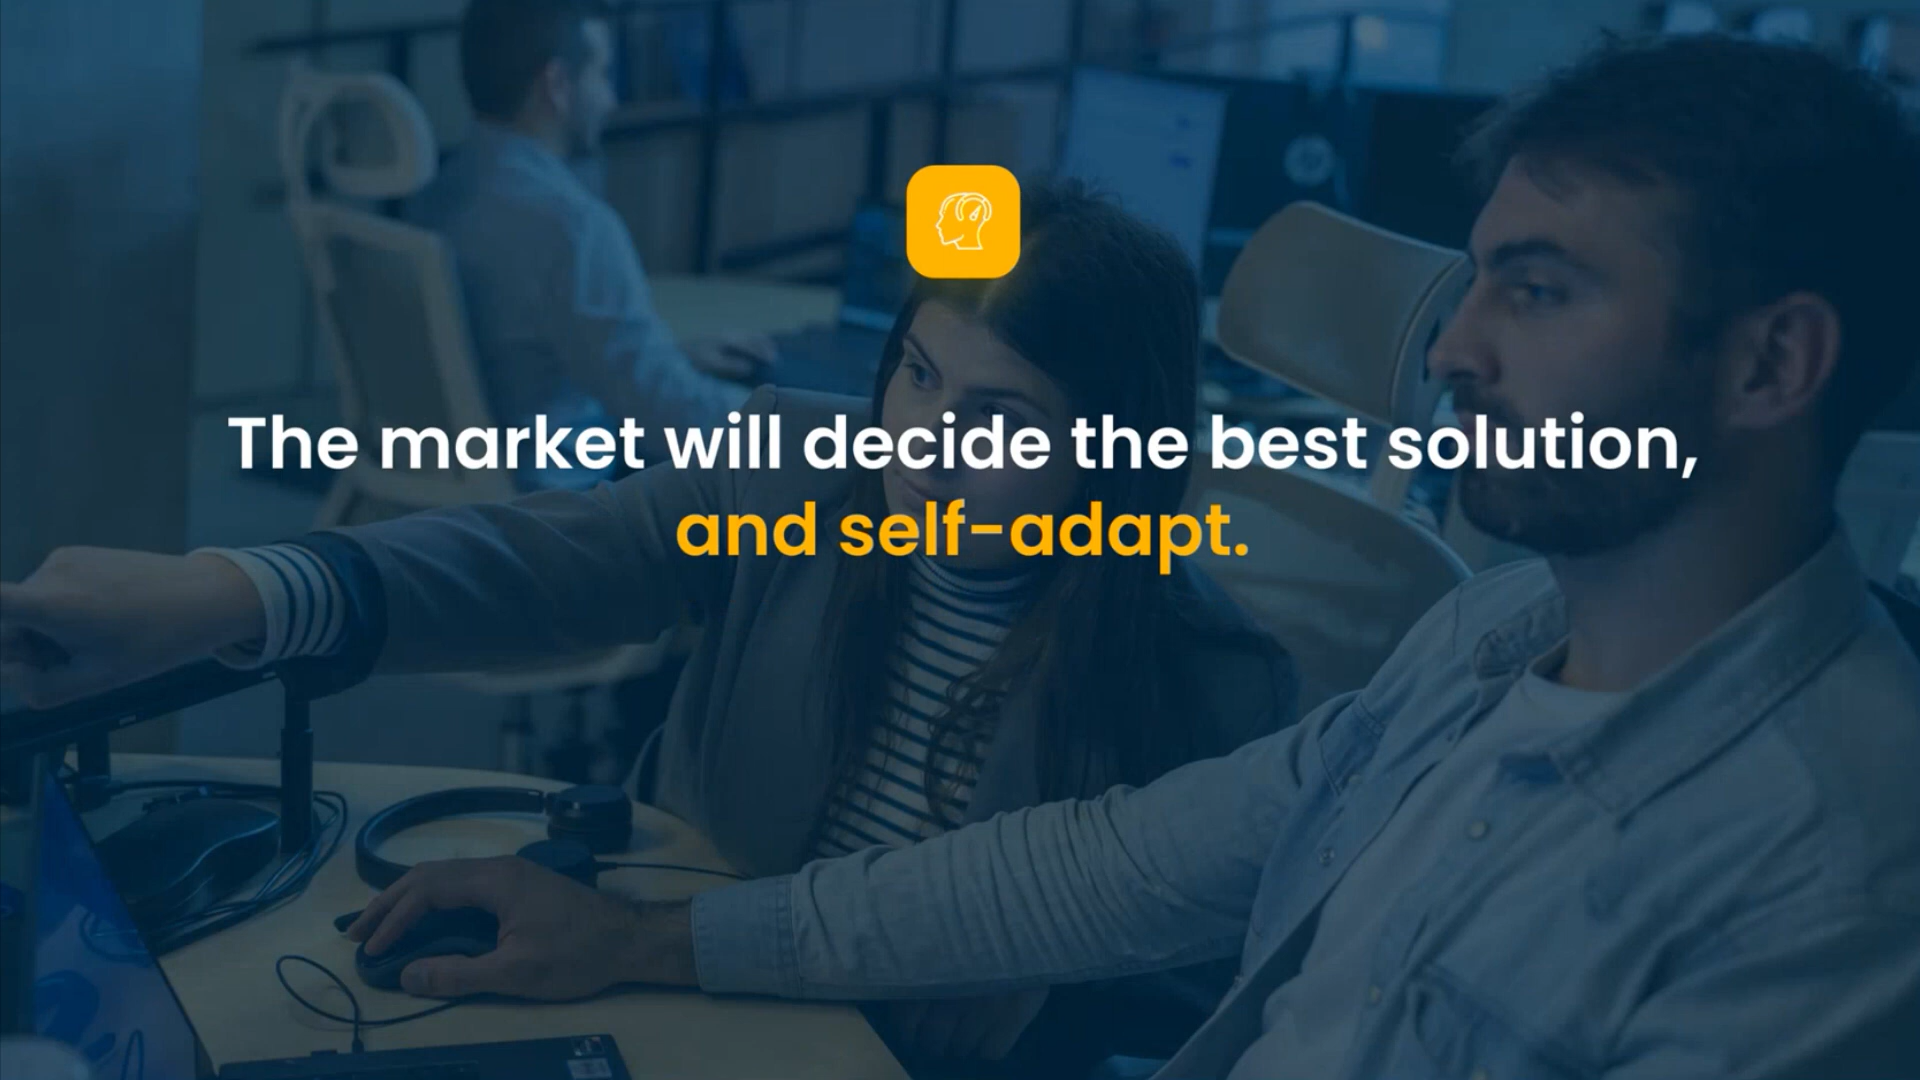 The market will decide the best solution,
and self-adapt.